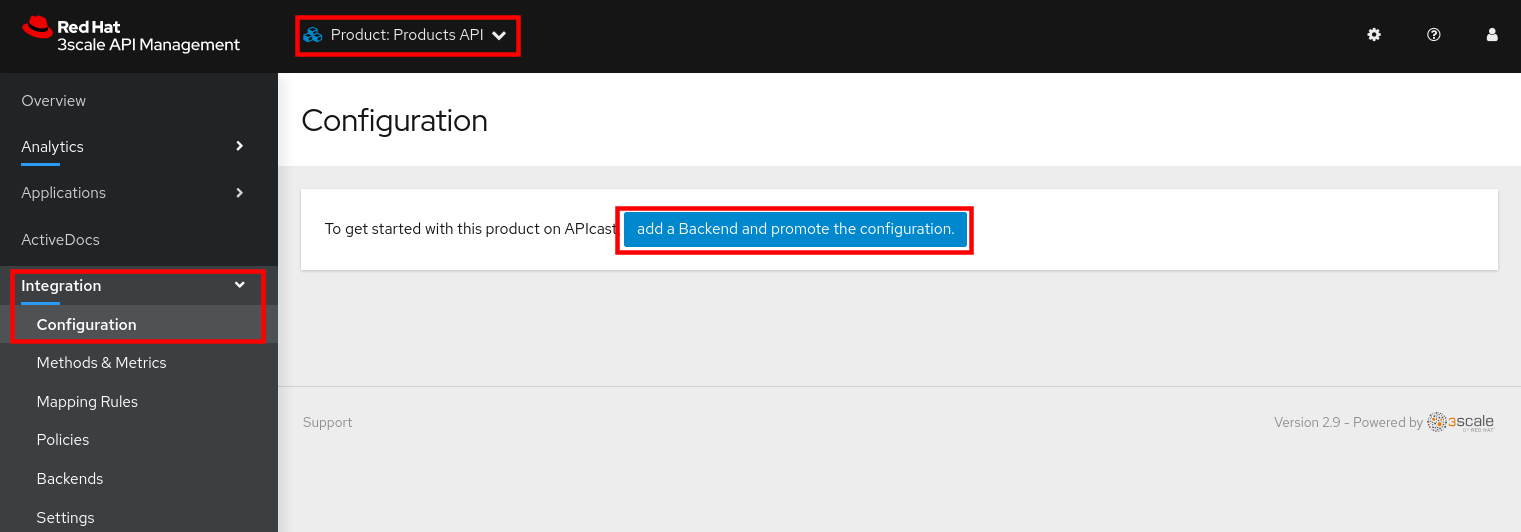 Red Hat
3scale API Management
Product: Products API
Overview
Analytics
Applications
ActiveDocs
Integration
Configuration
Methods & Metrics
Mapping Rules
Policies
Backends
Settings
Configuration
To get started with this product on APIcast add a Backend and promote the configuration.
Support
Version 2.9 - Powered by 3scale